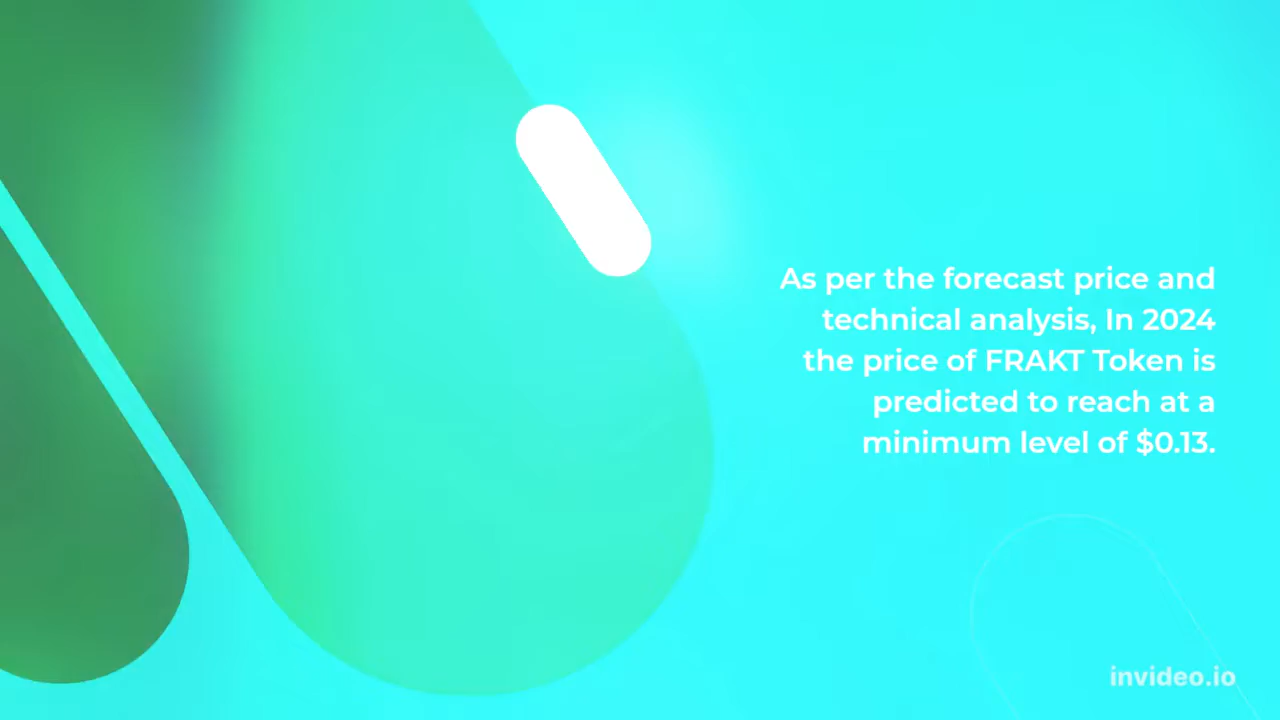 As per the forecast price and
technical analysis, In 2024
the price of FRAKT Token is
predicted to reach at a
minimum level of $0.13.
invideo.io